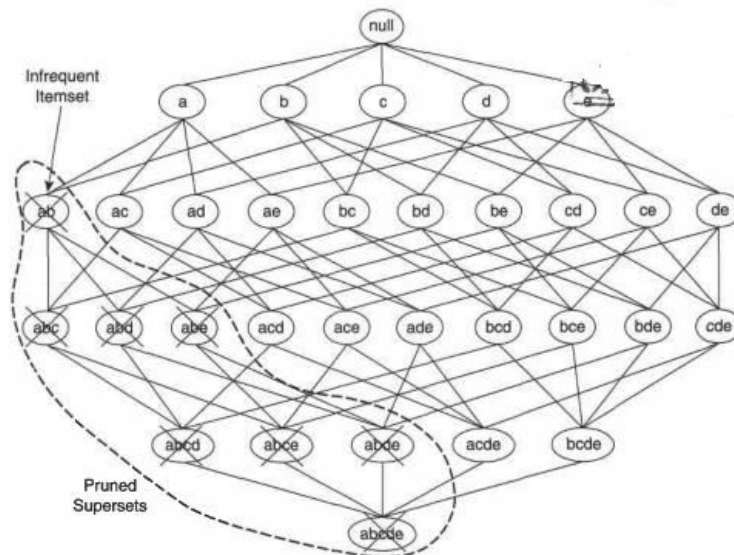 null
Infrequent
Itemset
a b c d e
ab ac ad ae bc bd be cd ce de
abc abd abe acd ace ade bcd bce bde cde
abcd abce abde acde bcde
Pruned
Supersets
abcde